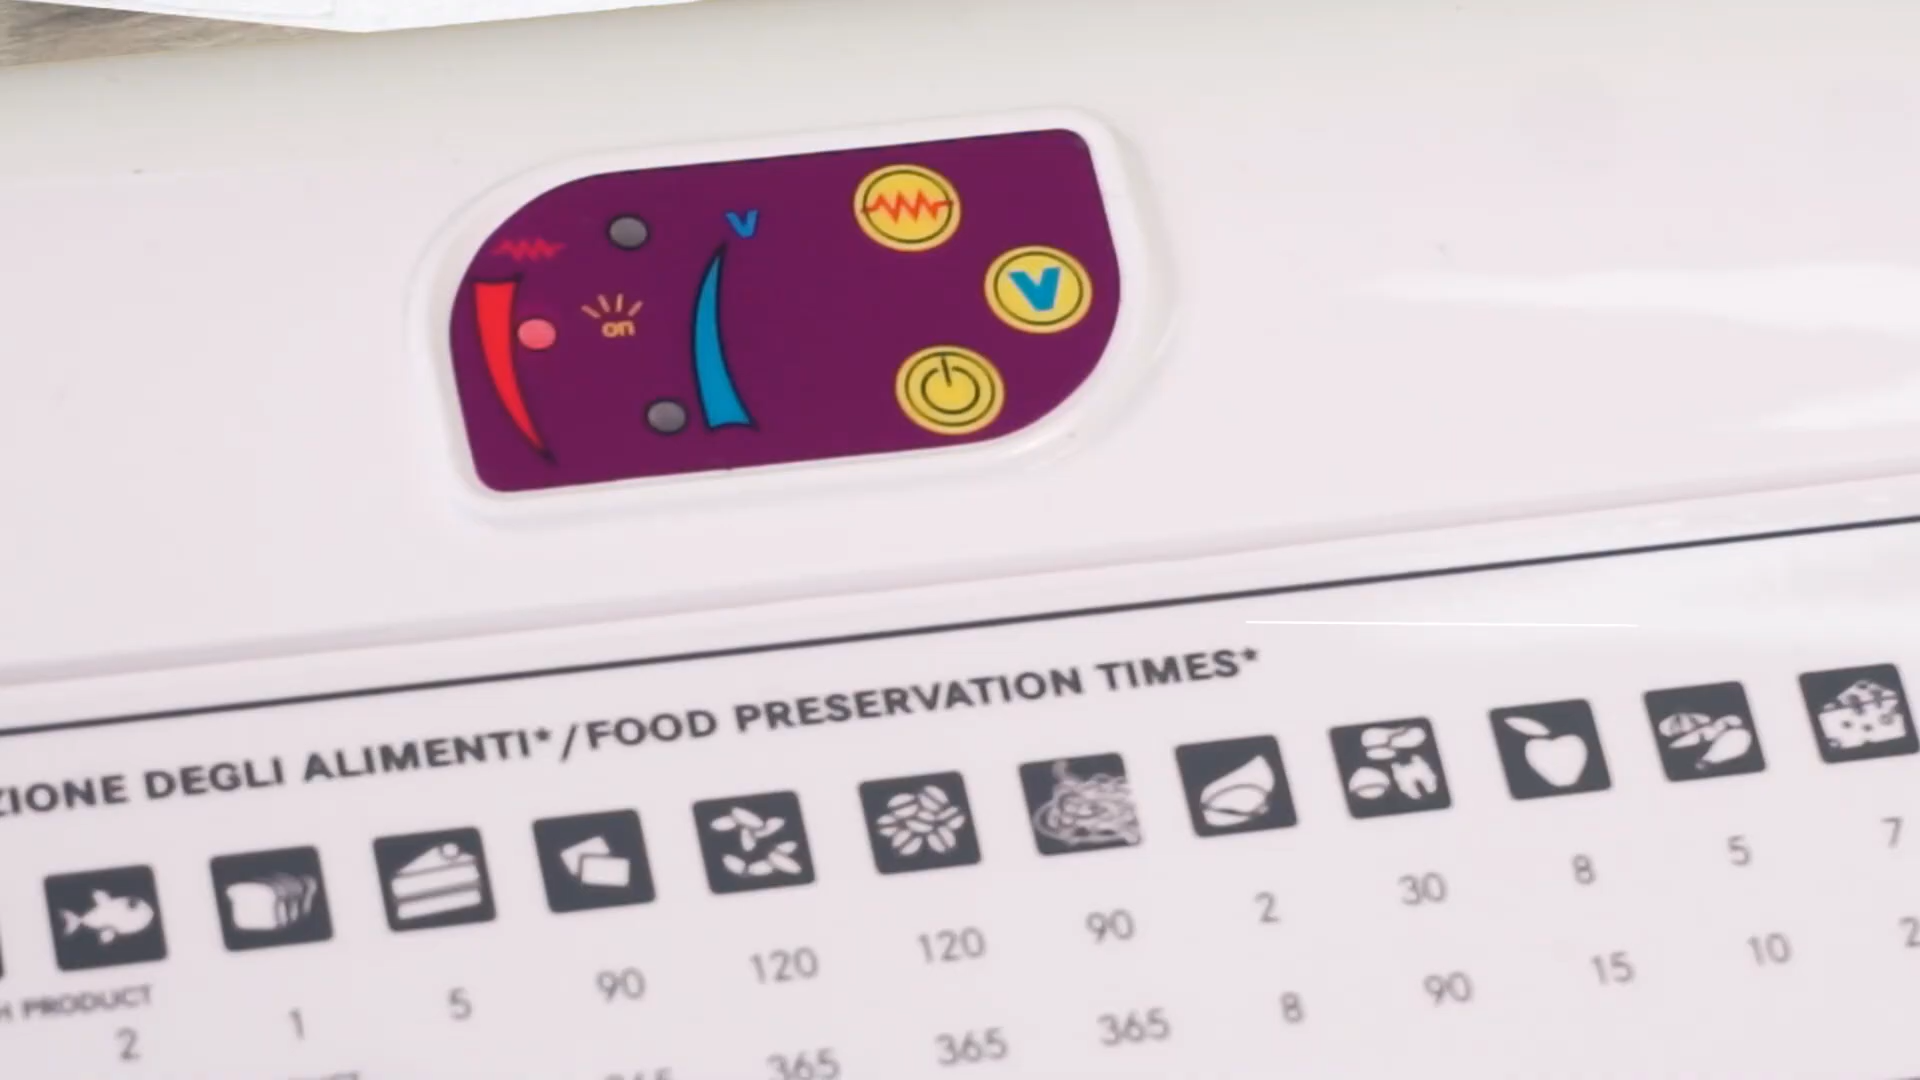 V
on
V
ZIONE DEGLI ALIMENTI*/FOOD PRESERVATION TIMES*
H PRODUCT
2 1 5 90 120 120 90 2 30 8 5 7
365 365 365 8 90 15 10 2